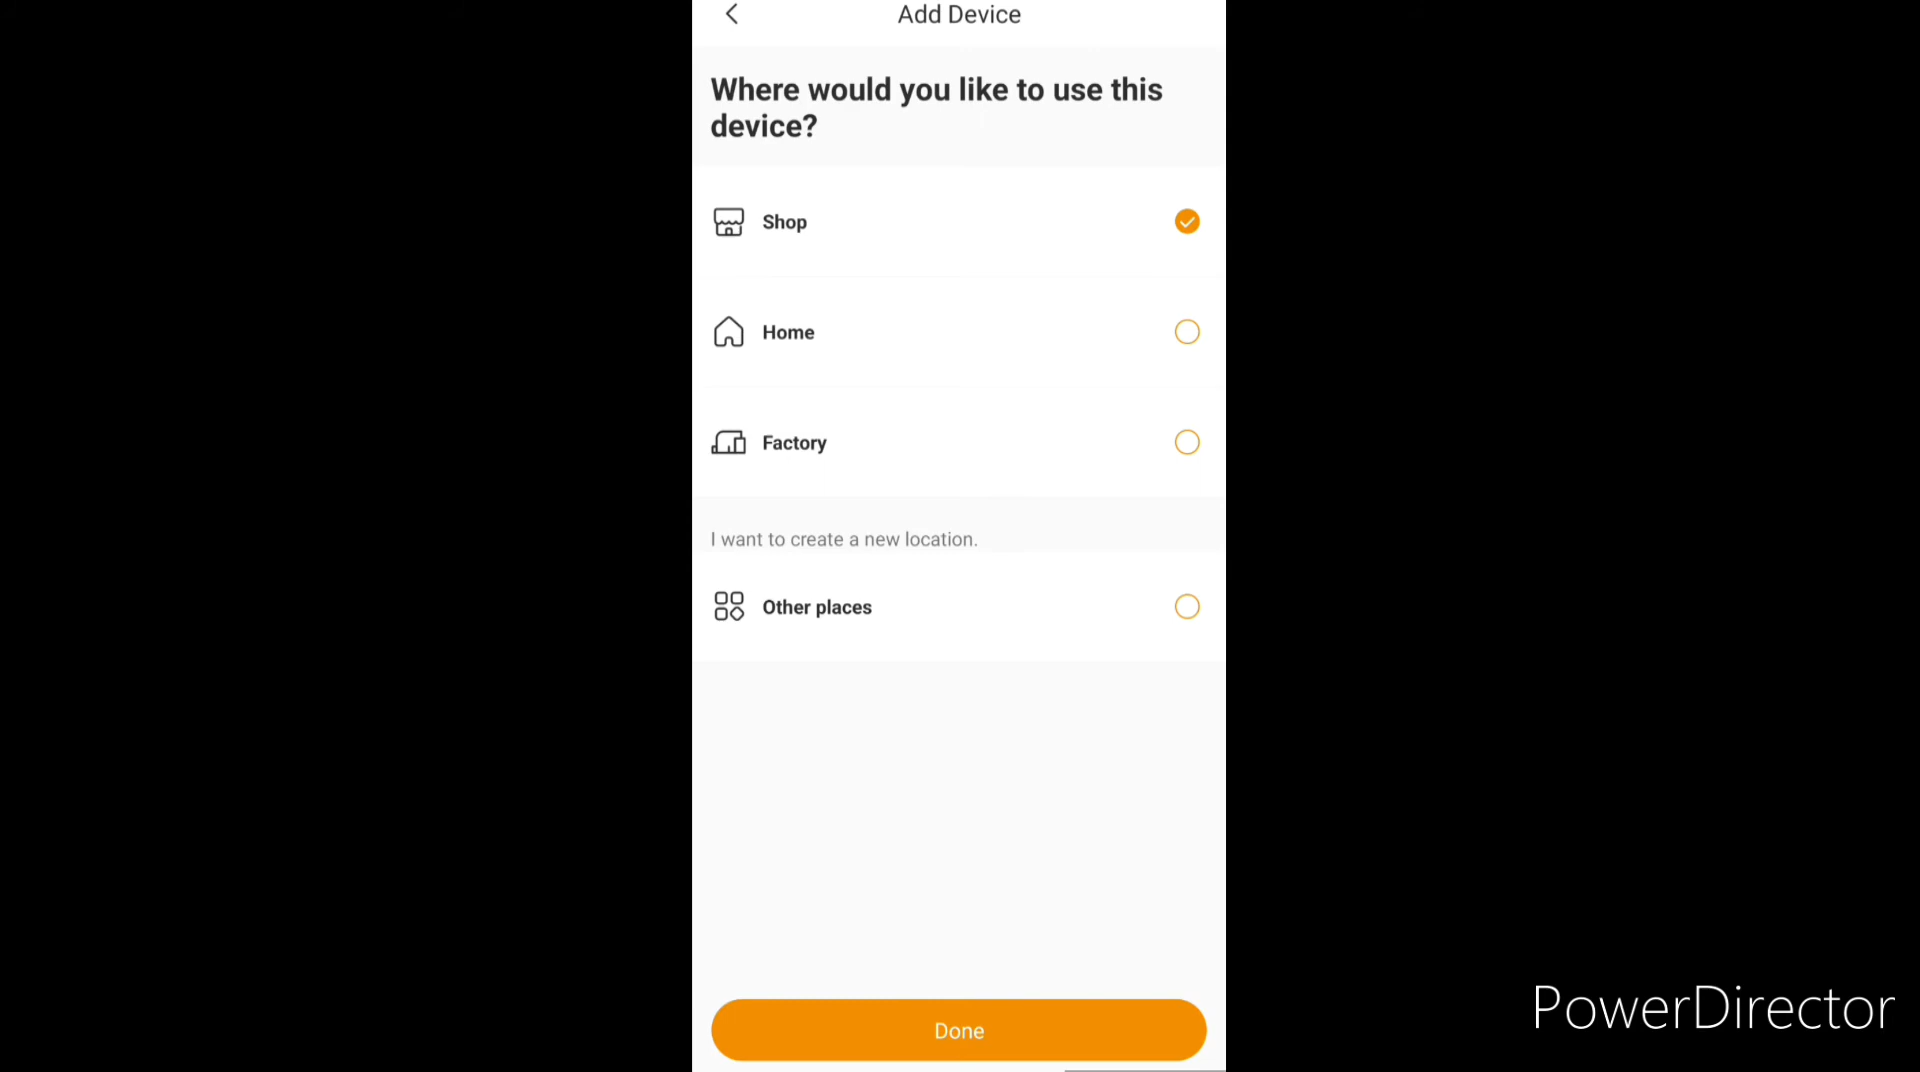 Add Device
Where would you like to use this
device?
Shop
Home
Factory
I want to create a new location.
Other places
Done
PowerDirector